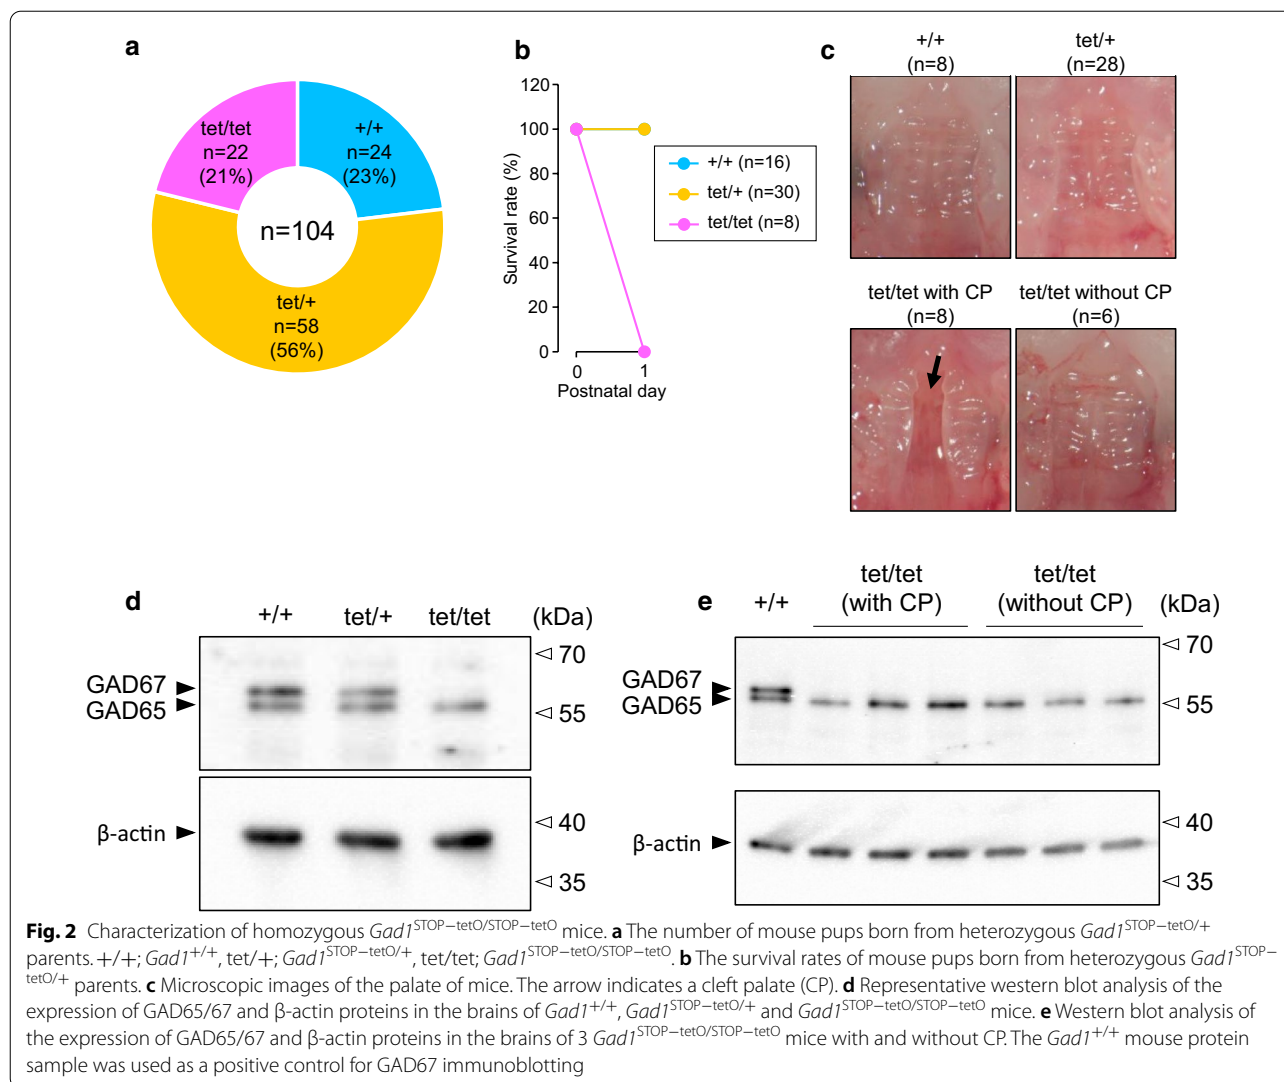 a
tet/tet
n=22
(21%)
+/+
n=24
(23%)
n=104
tet/+
n=58
(56%)
b
120
100
80
60
40
20
0
Survival rate (%)
0
1
Postnatal day
+/+ (n=16)
tet/+ (n=30)
tet/tet (n=8)
c
+/+
(n=8)
tet/+
(n=28)
tet/tet with CP
(n=8)
tet/tet without CP
(n=6)
d
+/+ tet/+ tet/tet (kDa)
GAD67
GAD65
70
55
β-actin
40
35
e
+/+
tet/tet
(with CP)
tet/tet
(without CP)
(kDa)
GAD67
GAD65
70
55
β-actin
40
35
Fig. 2 Characterization of homozygous Gad1STOP−tetO/STOP−tetO mice. a The number of mouse pups born from heterozygous Gad1STOP−tetO/+
parents. +/+; Gad1+/+, tet/+; Gad1STOP−tetO/+, tet/tet; Gad1STOP−tetO/STOP−tetO. b The survival rates of mouse pups born from heterozygous Gad1STOP−
tetO/+ parents. c Microscopic images of the palate of mice. The arrow indicates a cleft palate (CP). d Representative western blot analysis of the
expression of GAD65/67 and β-actin proteins in the brains of Gad1+/+, Gad1STOP−tetO/+ and Gad1STOP−tetO/STOP−tetO mice. e Western blot analysis of
the expression of GAD65/67 and β-actin proteins in the brains of 3 Gad1STOP−tetO/STOP−tetO mice with and without CP. The Gad1+/+ mouse protein
sample was used as a positive control for GAD67 immunoblotting